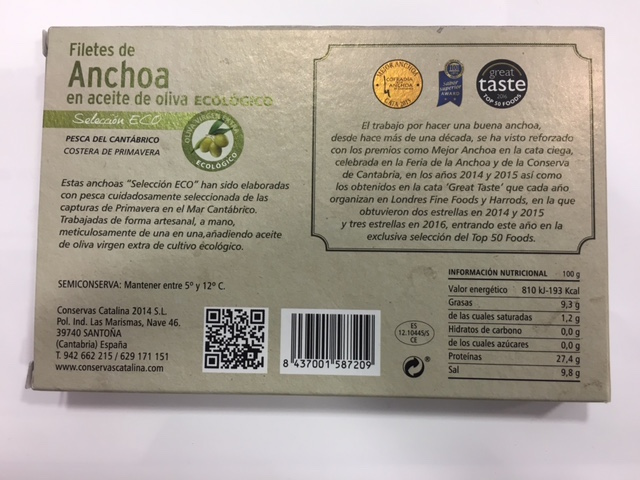 Filetes de
Anchoa
en aceite de oliva ECOLÓGICO
Selección ECO
PESCA DEL CANTÁBRICO
COSTERA DE PRIMAVERA
OLIVA VIRGEN EXTRA
ECOLÓGICO
Estas anchoas "Selección ECO" han sido elaboradas
con pesca cuidadosamente seleccionada de las
capturas de Primavera en el Mar Cantábrico.
Trabajadas de forma artesanal, a mano,
meticulosamente de una en una,añadiendo aceite
de oliva virgen extra de cultivo écológico.
SEMICONSERVA: Mantener entre 5º y 12º C.
Conservas Catalina 2014 S.L.
Pol. Ind. Las Marismas, Nave 46.
39740 SANTOÑA
(Cantabria) España
T. 942 662 215 / 629 171 151
www.conservascatalina.com
8 437001 587209
ES
12.10445/S
CE
MEJOR ANCHOA
COFRADÍA
ANCHOA
CATA
superior
AWARD
great
taste
TOP 50 FOODS
El trabajo por hacer una buena anchoa,
desde hace más de una década, se ha visto reforzado
con los premios como Mejor Anchoa en la cata ciega,
celebrada en la Feria de la Anchoa y de la Conserva
de Cantabria, en los años 2014 y 2015 así como
los obtenidos en la cata 'Great Taste' que cada año
organizan en Londres Fine Foods y Harrods, en la que
obtuvieron dos estrellas en 2014 y 2015
y tres estrellas en 2016, entrando este año en la
exclusiva selección del Top 50 Foods.
INFORMACIÓN NUTRICIONAL 100 g
Valor energético 810 kJ-193 Kcal
Grasas 9,3 g
de las cuales saturadas 1,2 g
Hidratos de carbono 0,0 g
de los cuales azúcares 0,0 g
Proteínas 27,4 g
Sal 9,8 g